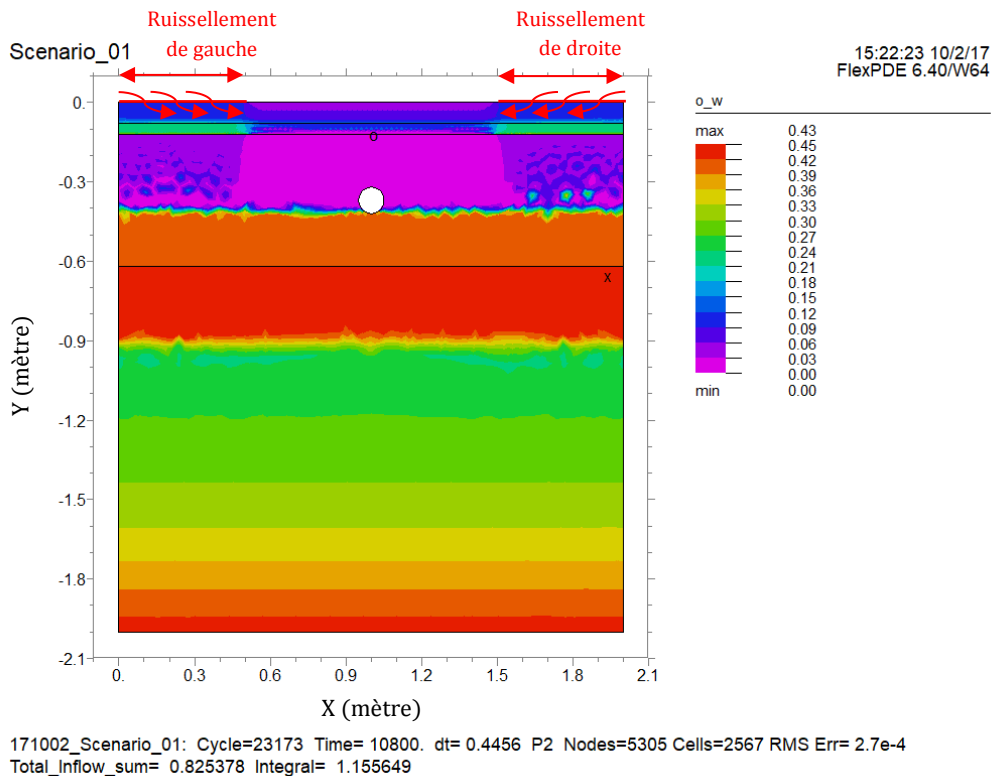 Ruissellement
de gauche
Ruissellement
de droite
Scenario_01
15:22:23 10/2/17
FlexPDE 6.40/W64
o_w
max 0.43
0.45
0.42
0.39
0.36
0.33
0.30
0.27
0.24
0.21
0.18
0.15
0.12
0.09
0.06
0.03
0.00
min 0.00
0.
-0.3
-0.6
-0.9
-1.2
-1.5
-1.8
-2.1
Y (mètre)
o
x
0. 0.3 0.6 0.9 1.2 1.5 1.8 2.1
X (mètre)
171002_Scenario_01: Cycle=23173 Time= 10800. dt= 0.4456 P2 Nodes=5305 Cells=2567 RMS Err= 2.7e-4
Total_Inflow_sum= 0.825378 Integral= 1.155649